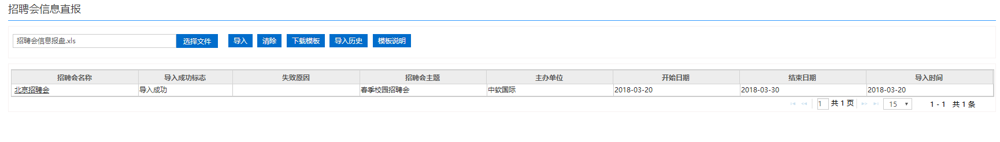 招聘会信息直报
招聘会信息报盘.xls 选择文件 导入 清除 下载模板 导入历史 模板说明
招聘会名称 导入成功标志 失败原因 招聘会主题 主办单位 开始日期 结束日期 导入时间
北京招聘会 导入成功 春季校园招聘会 中软国际 2018-03-20 2018-03-30 2018-03-20
1 共 1 页 15 1 - 1 共 1 条